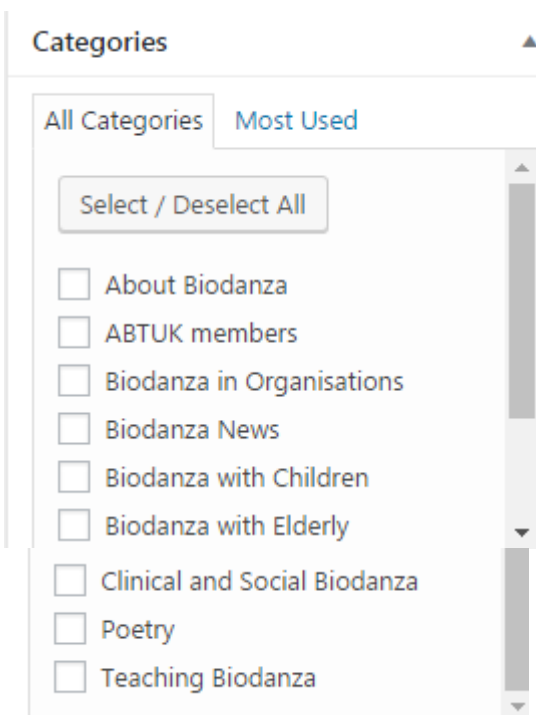 Categories
All Categories Most Used
Select / Deselect All
About Biodanza
ABTUK members
Biodanza in Organisations
Biodanza News
Biodanza with Children
Biodanza with Elderly
Clinical and Social Biodanza
Poetry
Teaching Biodanza